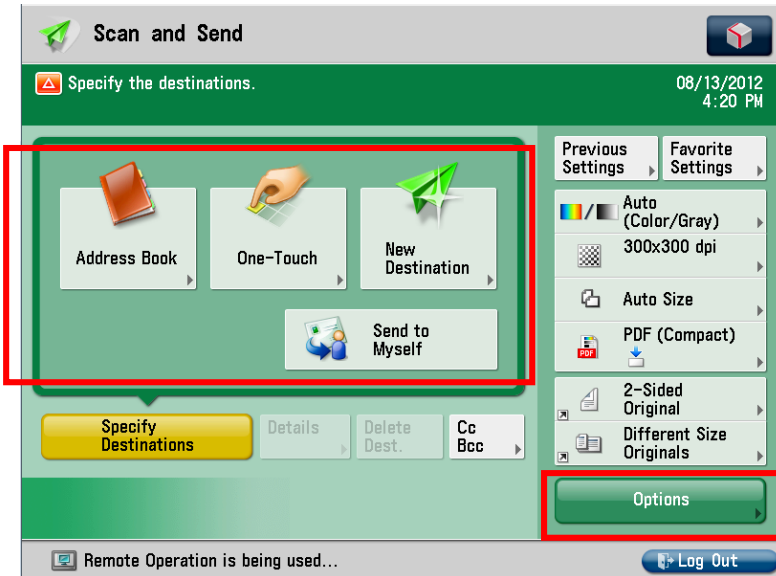 Scan and Send
Specify the destinations.
08/13/2012
4:20 PM
Address Book
One-Touch
New
Destination
Send to
Myself
Specify
Destinations
Details
Delete
Dest.
Cc
Bcc
Previous
Settings
Favorite
Settings
Auto
(Color/Gray)
300x300 dpi
Auto Size
PDF
PDF (Compact)
2-Sided
Original
Different Size
Originals
Options
Remote Operation is being used...
Log Out